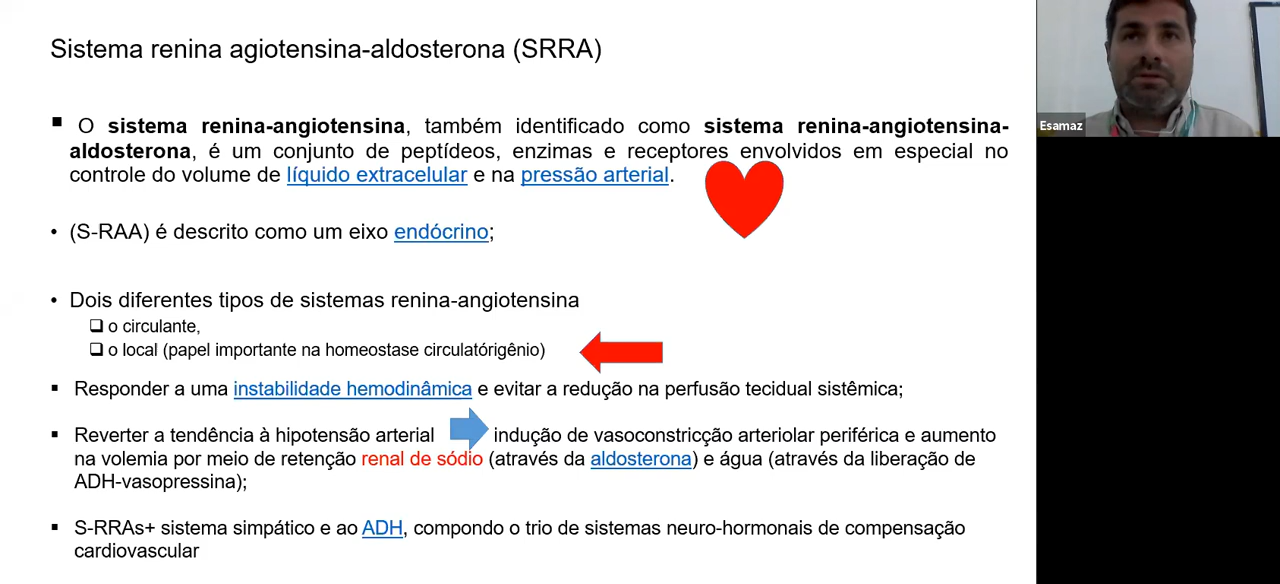 Sistema renina agiotensina-aldosterona (SRRA)
▪ O sistema renina-angiotensina, também identificado como sistema renina-angiotensina-
aldosterona, é um conjunto de peptídeos, enzimas e receptores envolvidos em especial no
controle do volume de líquido extracelular e na pressão arterial.
• (S-RAA) é descrito como um eixo endócrino;
• Dois diferentes tipos de sistemas renina-angiotensina
❑ o circulante,
❑ o local (papel importante na homeostase circulatórigênio)
▪ Responder a uma instabilidade hemodinâmica e evitar a redução na perfusão tecidual sistêmica;
▪ Reverter a tendência à hipotensão arterial indução de vasoconstricção arteriolar periférica e aumento
na volemia por meio de retenção renal de sódio (através da aldosterona) e água (através da liberação de
ADH-vasopressina);
▪ S-RRAs+ sistema simpático e ao ADH, compondo o trio de sistemas neuro-hormonais de compensação
cardiovascular
Esamaz